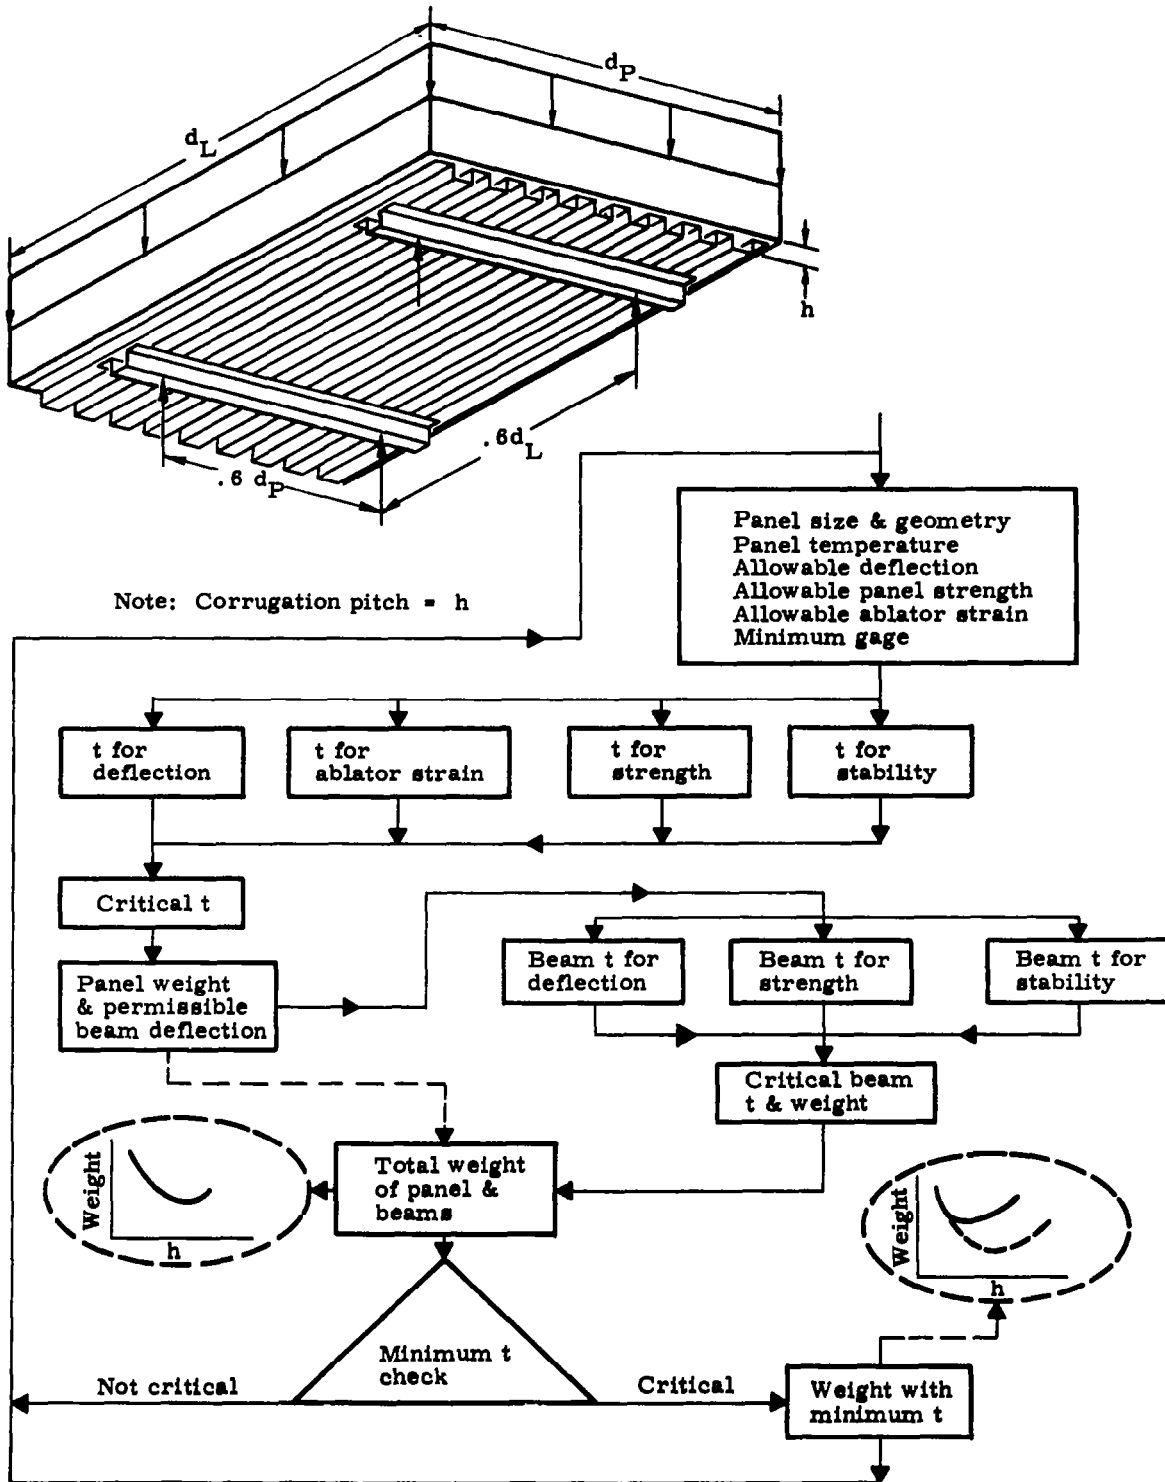 d_P
d_L
h
.6d_L
.6 d_P
Note: Corrugation pitch = h
Panel size & geometry
Panel temperature
Allowable deflection
Allowable panel strength
Allowable ablator strain
Minimum gage
t for
deflection
t for
ablator strain
t for
strength
t for
stability
Critical t
Panel weight
& permissible
beam deflection
Beam t for
deflection
Beam t for
strength
Beam t for
stability
Critical beam
t & weight
Weight
h
Total weight
of panel &
beams
Weight
h
Minimum t
check
Not critical
Critical
Weight with
minimum t